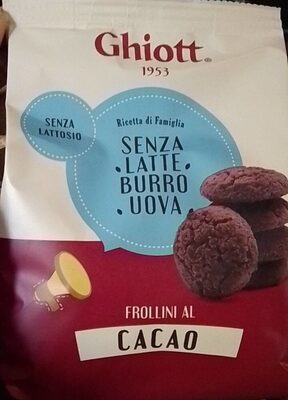 Ghiott®
1953
SENZA
LATTOSIO
Ricetta di Famiglia
SENZA
LATTE
BURRO
UOVA
FROLLINI AL
CACAO